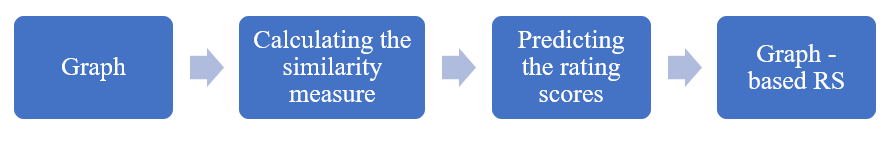 Graph
Calculating the
similarity
measure
Predicting
the rating
scores
Graph -
based RS